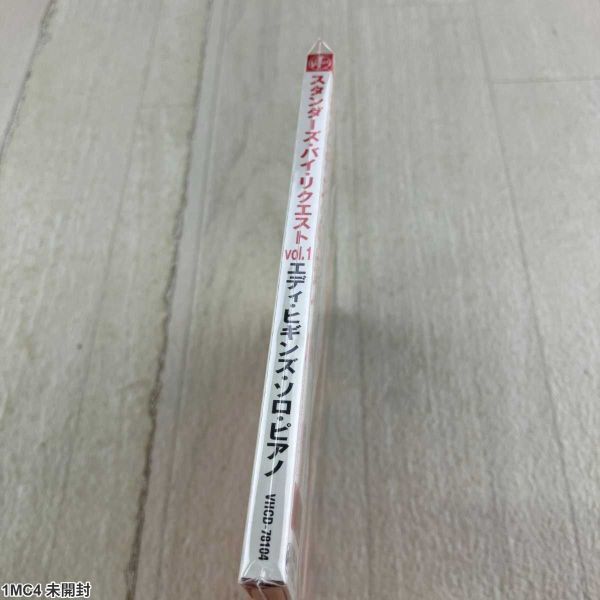 スタンダーズ・バイ・リクエスト vol.1
エディ・ヒギンズ・ソロ・ピアノ
VHCD-78104
1MC4 未開封